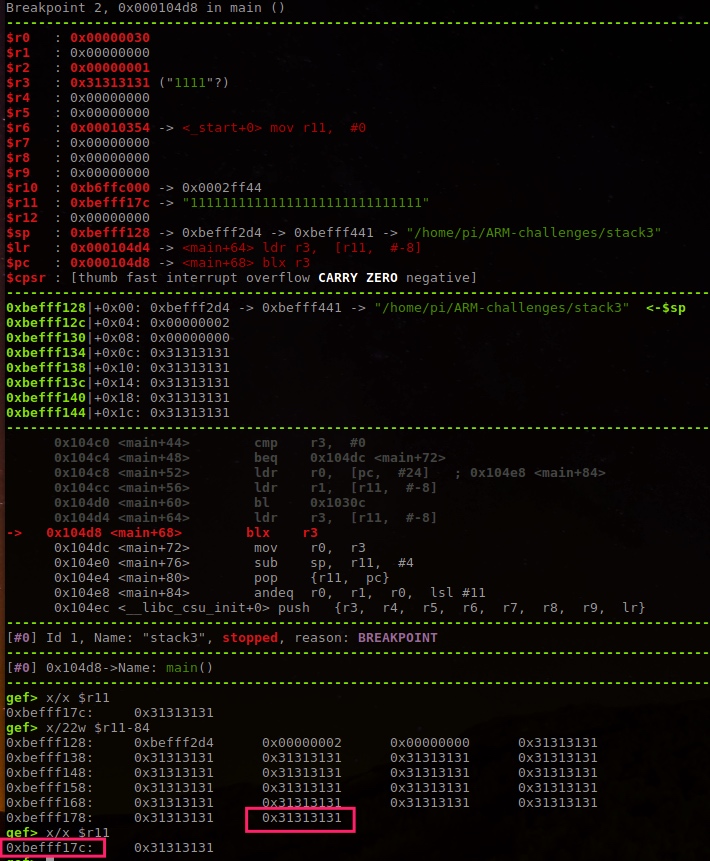 Breakpoint 2, 0x000104d8 in main ()
$r0   : 0x00000030
$r1   : 0x00000000
$r2   : 0x00000001
$r3   : 0x31313131 ("1111"?)
$r4   : 0x00000000
$r5   : 0x00000000
$r6   : 0x00010354 -> <_start+0> mov r11,  #0
$r7   : 0x00000000
$r8   : 0x00000000
$r9   : 0x00000000
$r10  : 0xb6ffc000 -> 0x0002ff44
$r11  : 0xbefff17c -> "11111111111111111111111111111"
$r12  : 0x00000000
$sp   : 0xbefff128 -> 0xbefff2d4 -> 0xbefff441 -> "/home/pi/ARM-challenges/stack3"
$lr   : 0x000104d4 -> <main+64> ldr r3,  [r11, #-8]
$pc   : 0x000104d8 -> <main+68> blx r3
$cpsr : [thumb fast interrupt overflow CARRY ZERO negative]
0xbefff128|+0x00: 0xbefff2d4 -> 0xbefff441 -> "/home/pi/ARM-challenges/stack3"  <-$sp
0xbefff12c|+0x04: 0x00000002
0xbefff130|+0x08: 0x00000000
0xbefff134|+0x0c: 0x31313131
0xbefff138|+0x10: 0x31313131
0xbefff13c|+0x14: 0x31313131
0xbefff140|+0x18: 0x31313131
0xbefff144|+0x1c: 0x31313131
0x104c0 <main+44>        cmp    r3,  #0
0x104c4 <main+48>        beq    0x104dc <main+72>
0x104c8 <main+52>        ldr    r0,  [pc, #24]   ; 0x104e8 <main+84>
0x104cc <main+56>        ldr    r1,  [r11, #-8]
0x104d0 <main+60>        bl     0x1030c
0x104d4 <main+64>        ldr    r3,  [r11, #-8]
->   0x104d8 <main+68>        blx    r3
0x104dc <main+72>        mov    r0,  r3
0x104e0 <main+76>        sub    sp,  r11,  #4
0x104e4 <main+80>        pop    {r11,  pc}
0x104e8 <main+84>        andeq  r0,  r1,  r0,  lsl #11
0x104ec <__libc_csu_init+0> push   {r3,  r4,  r5,  r6,  r7,  r8,  r9,  lr}
[#0] Id 1, Name: "stack3", stopped, reason: BREAKPOINT
[#0] 0x104d8->Name: main()
gef> x/x $r11
0xbefff17c:     0x31313131
gef> x/22w $r11-84
0xbefff128:     0xbefff2d4      0x00000002      0x00000000      0x31313131
0xbefff138:     0x31313131      0x31313131      0x31313131      0x31313131
0xbefff148:     0x31313131      0x31313131      0x31313131      0x31313131
0xbefff158:     0x31313131      0x31313131      0x31313131      0x31313131
0xbefff168:     0x31313131      0x31313131      0x31313131      0x31313131
0xbefff178:     0x31313131      0x31313131
gef> x/x $r11
0xbefff17c:     0x31313131
gef>